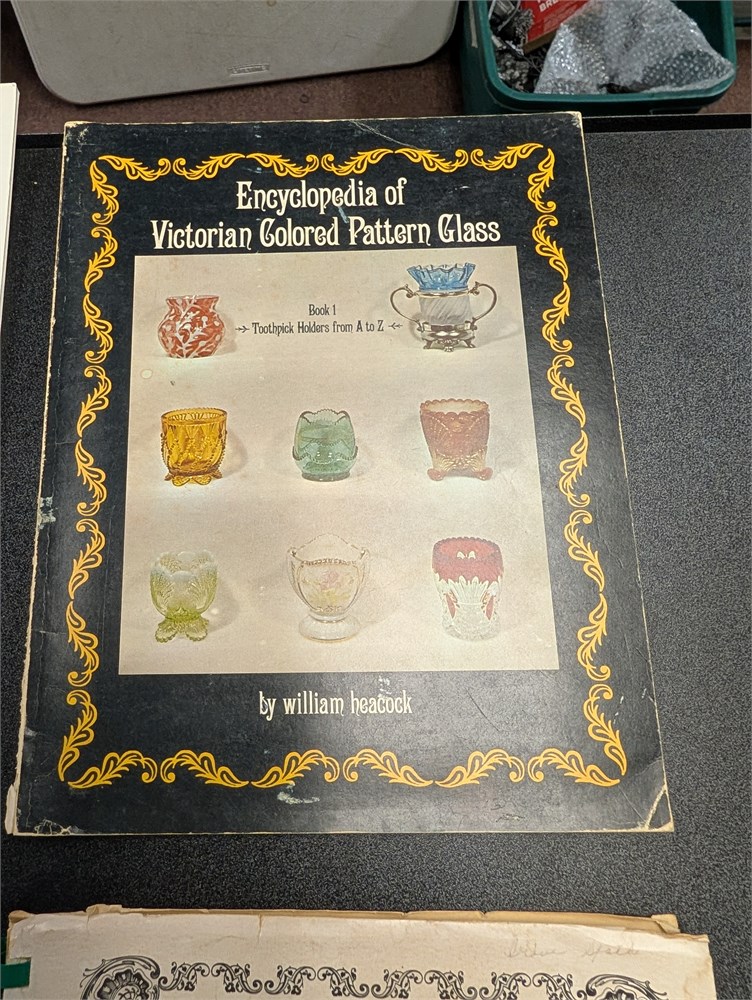 Encyclopedia of
Victorian Colored Pattern Glass
Book 1
Toothpick Holders from A to Z
by william heacock